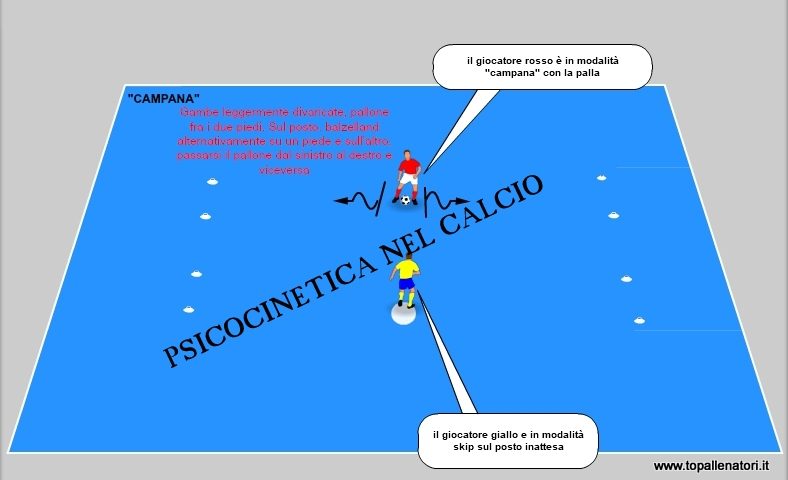 il giocatore rosso è in modalità
"campana" con la palla
"CAMPANA"
Gambe leggermente divaricate, pallone
fra i due piedi. Sul posto, balzelland
alternativamente su un piede e sull'altro,
passarsi il pallone dal sinistro al destro e
viceversa
PSICOCINETICA NEL CALCIO
il giocatore giallo e in modalità
skip sul posto inattesa
www.topallenatori.it